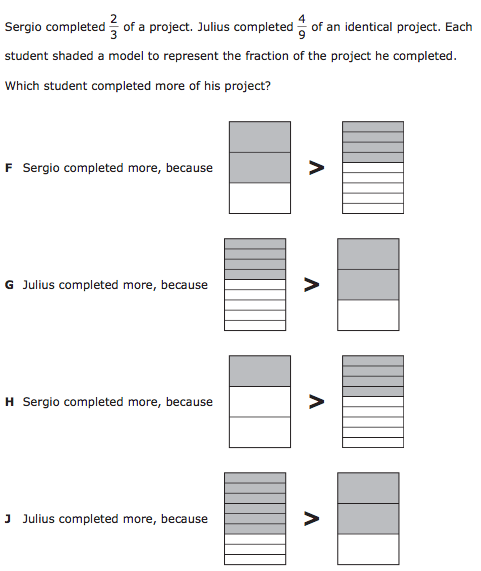 Sergio completed 2/3 of a project. Julius completed 4/9 of an identical project. Each
student shaded a model to represent the fraction of the project he completed.
Which student completed more of his project?
F Sergio completed more, because >
G Julius completed more, because >
H Sergio completed more, because >
J Julius completed more, because >